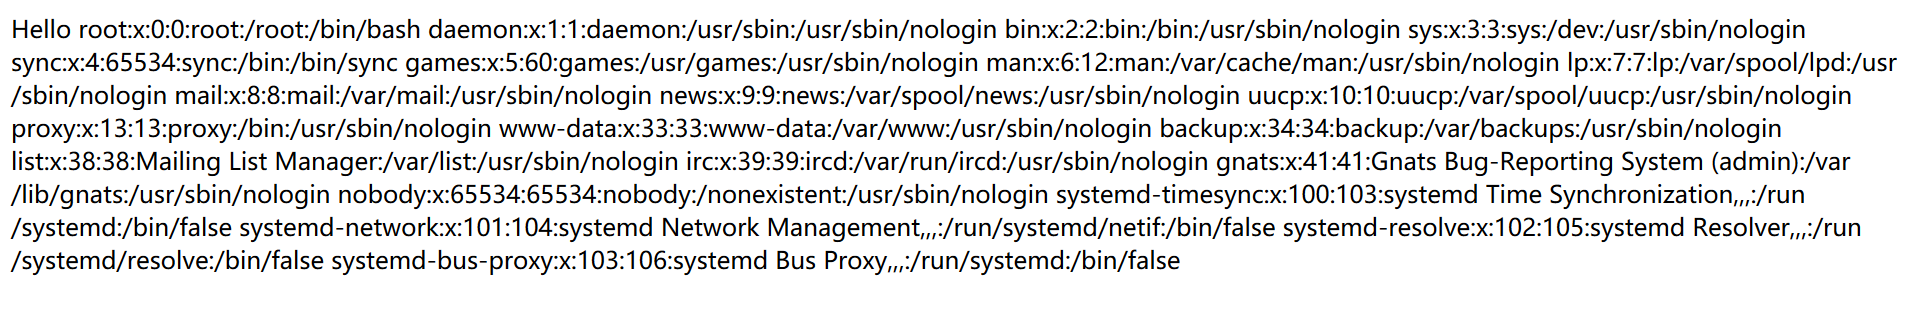 Hello root:x:0:0:root:/root:/bin/bash daemon:x:1:1:daemon:/usr/sbin:/usr/sbin/nologin bin:x:2:2:bin:/bin:/usr/sbin/nologin sys:x:3:3:sys:/dev:/usr/sbin/nologin
sync:x:4:65534:sync:/bin:/bin/sync games:x:5:60:games:/usr/games:/usr/sbin/nologin man:x:6:12:man:/var/cache/man:/usr/sbin/nologin lp:x:7:7:lp:/var/spool/lpd:/usr
/sbin/nologin mail:x:8:8:mail:/var/mail:/usr/sbin/nologin news:x:9:9:news:/var/spool/news:/usr/sbin/nologin uucp:x:10:10:uucp:/var/spool/uucp:/usr/sbin/nologin
proxy:x:13:13:proxy:/bin:/usr/sbin/nologin www-data:x:33:33:www-data:/var/www:/usr/sbin/nologin backup:x:34:34:backup:/var/backups:/usr/sbin/nologin
list:x:38:38:Mailing List Manager:/var/list:/usr/sbin/nologin irc:x:39:39:ircd:/var/run/ircd:/usr/sbin/nologin gnats:x:41:41:Gnats Bug-Reporting System (admin):/var
/lib/gnats:/usr/sbin/nologin nobody:x:65534:65534:nobody:/nonexistent:/usr/sbin/nologin systemd-timesync:x:100:103:systemd Time Synchronization,,,:/run
/systemd:/bin/false systemd-network:x:101:104:systemd Network Management,,,:/run/systemd/netif:/bin/false systemd-resolve:x:102:105:systemd Resolver,,,:/run
/systemd/resolve:/bin/false systemd-bus-proxy:x:103:106:systemd Bus Proxy,,,:/run/systemd:/bin/false